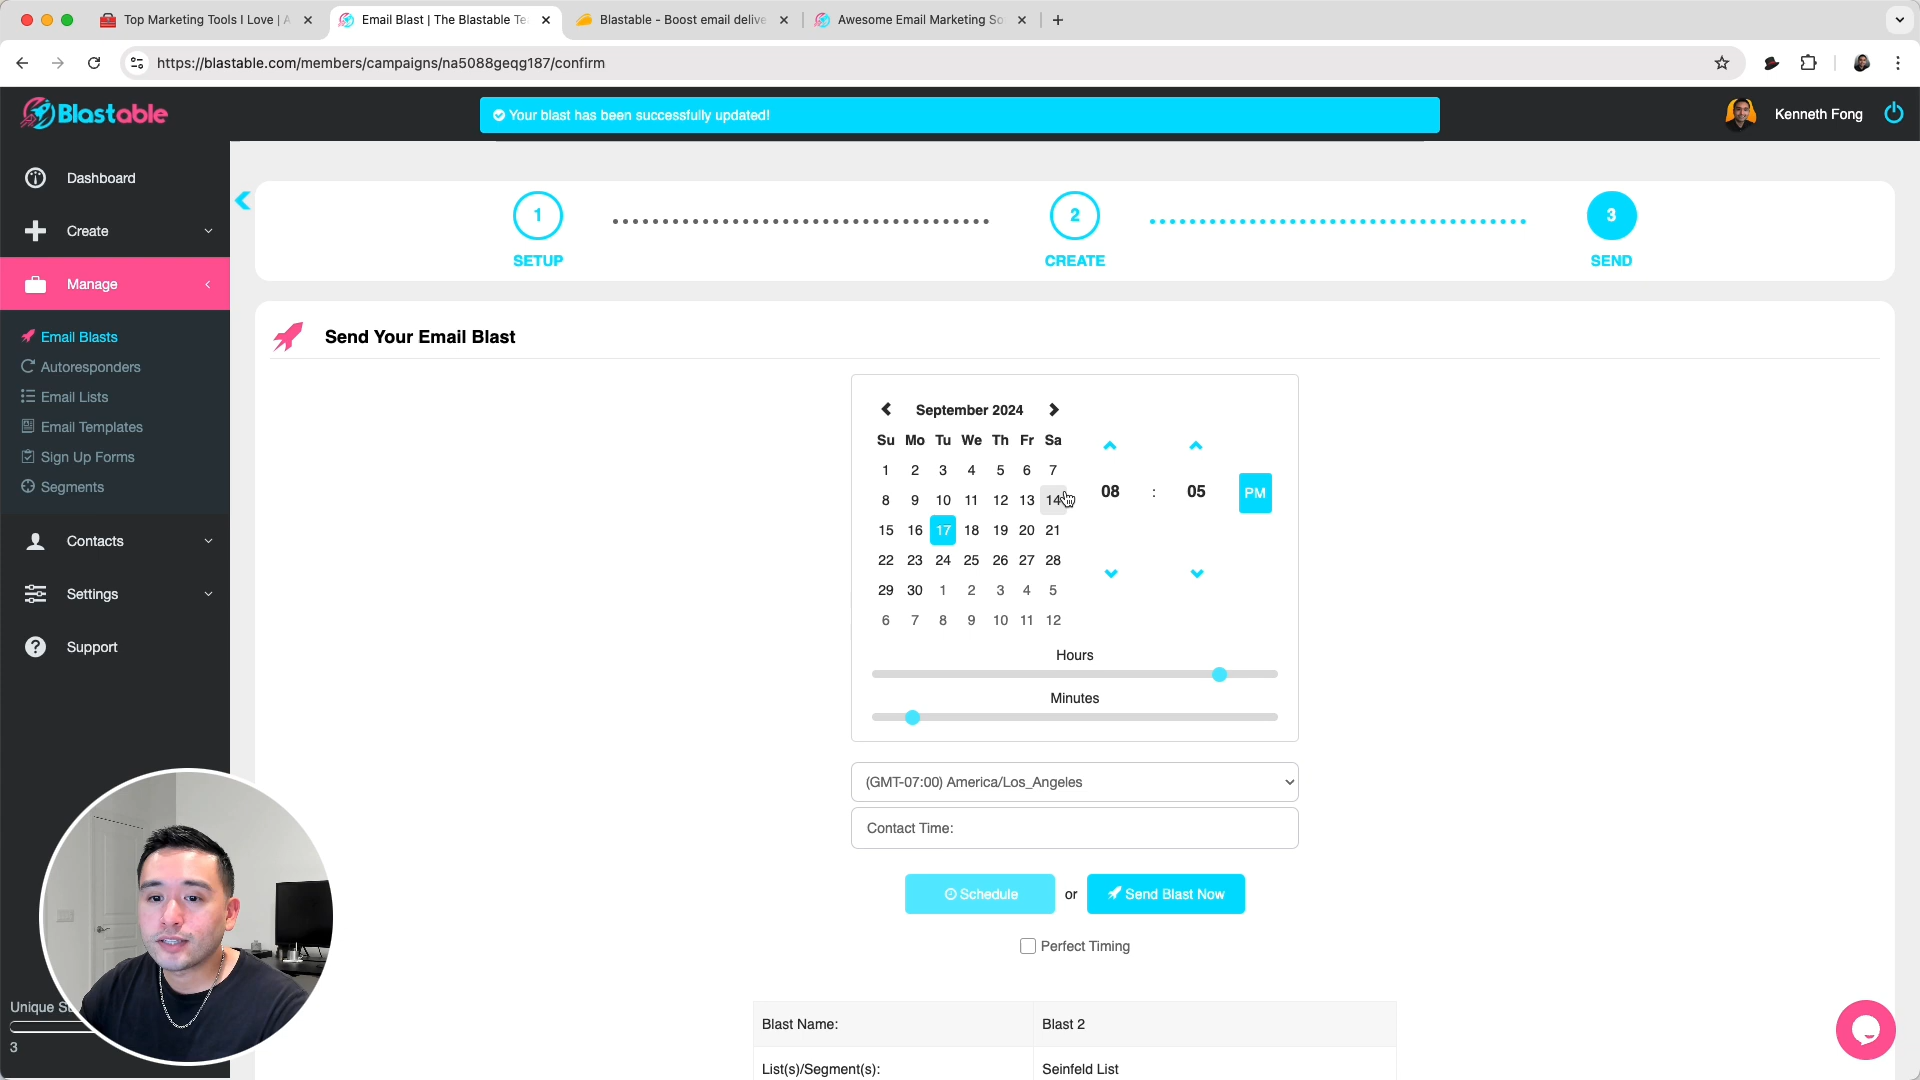 Top Marketing Tools I Love | A
Email Blast | The Blastable Te
Blastable - Boost email delive
Awesome Email Marketing So
https://blastable.com/members/campaigns/na5088geqg187/confirm
Blastable
Your blast has been successfully updated!
Kenneth Fong
Dashboard
Create
Manage
Email Blasts
Autoresponders
Email Lists
Email Templates
Sign Up Forms
Segments
Contacts
Settings
Support
Unique
3
1
SETUP
2
CREATE
3
SEND
Send Your Email Blast
September 2024
Su Mo Tu We Th Fr Sa
1 2 3 4 5 6 7
8 9 10 11 12 13 14
15 16 17 18 19 20 21
22 23 24 25 26 27 28
29 30 1 2 3 4 5
6 7 8 9 10 11 12
08 : 05 PM
Hours
Minutes
(GMT-07:00) America/Los_Angeles
Contact Time:
Schedule or Send Blast Now
Perfect Timing
Blast Name: Blast 2
List(s)/Segment(s): Seinfeld List